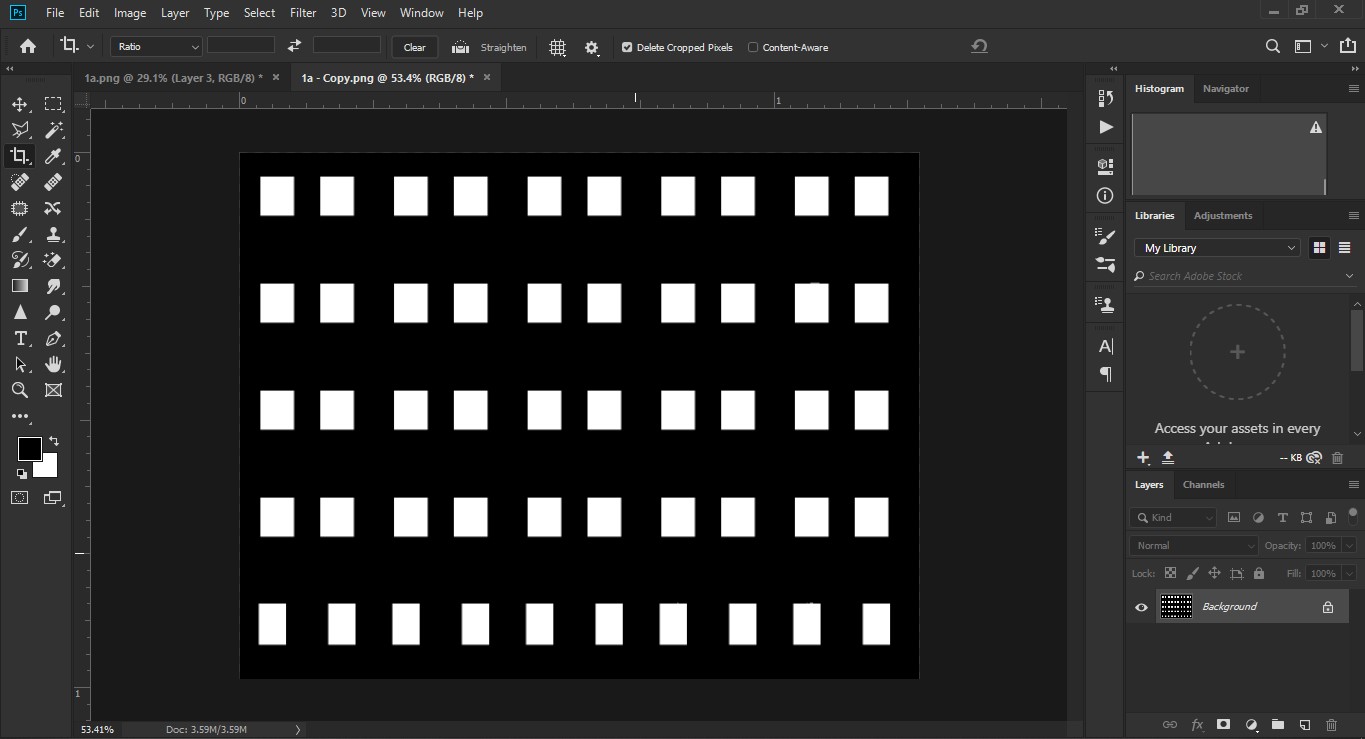 Ps File Edit Image Layer Type Select Filter 3D View Window Help
Ratio Clear Straighten Delete Cropped Pixels Content-Aware
1a.png @ 29.1% (Layer 3, RGB/8) * × 1a - Copy.png @ 53.4% (RGB/8) * ×
Histogram Navigator
0 1
0
1
Libraries Adjustments
My Library
Search Adobe Stock
Access your assets in every
-- KB
Layers Channels
Kind
Normal Opacity: 100%
Lock: Fill: 100%
Background
53.41% Doc: 3.59M/3.59M
fx